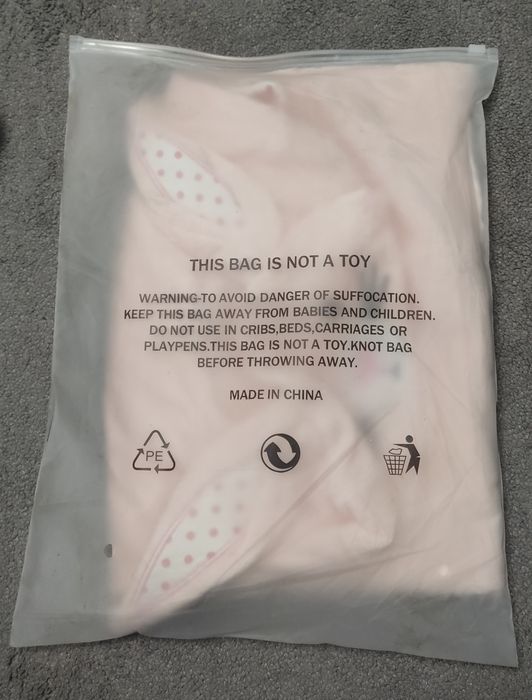 THIS BAG IS NOT A TOY
WARNING-TO AVOID DANGER OF SUFFOCATION.
KEEP THIS BAG AWAY FROM BABIES AND CHILDREN.
DO NOT USE IN CRIBS,BEDS,CARRIAGES OR
PLAYPENS.THIS BAG IS NOT A TOY.KNOT BAG
BEFORE THROWING AWAY.
MADE IN CHINA
PE